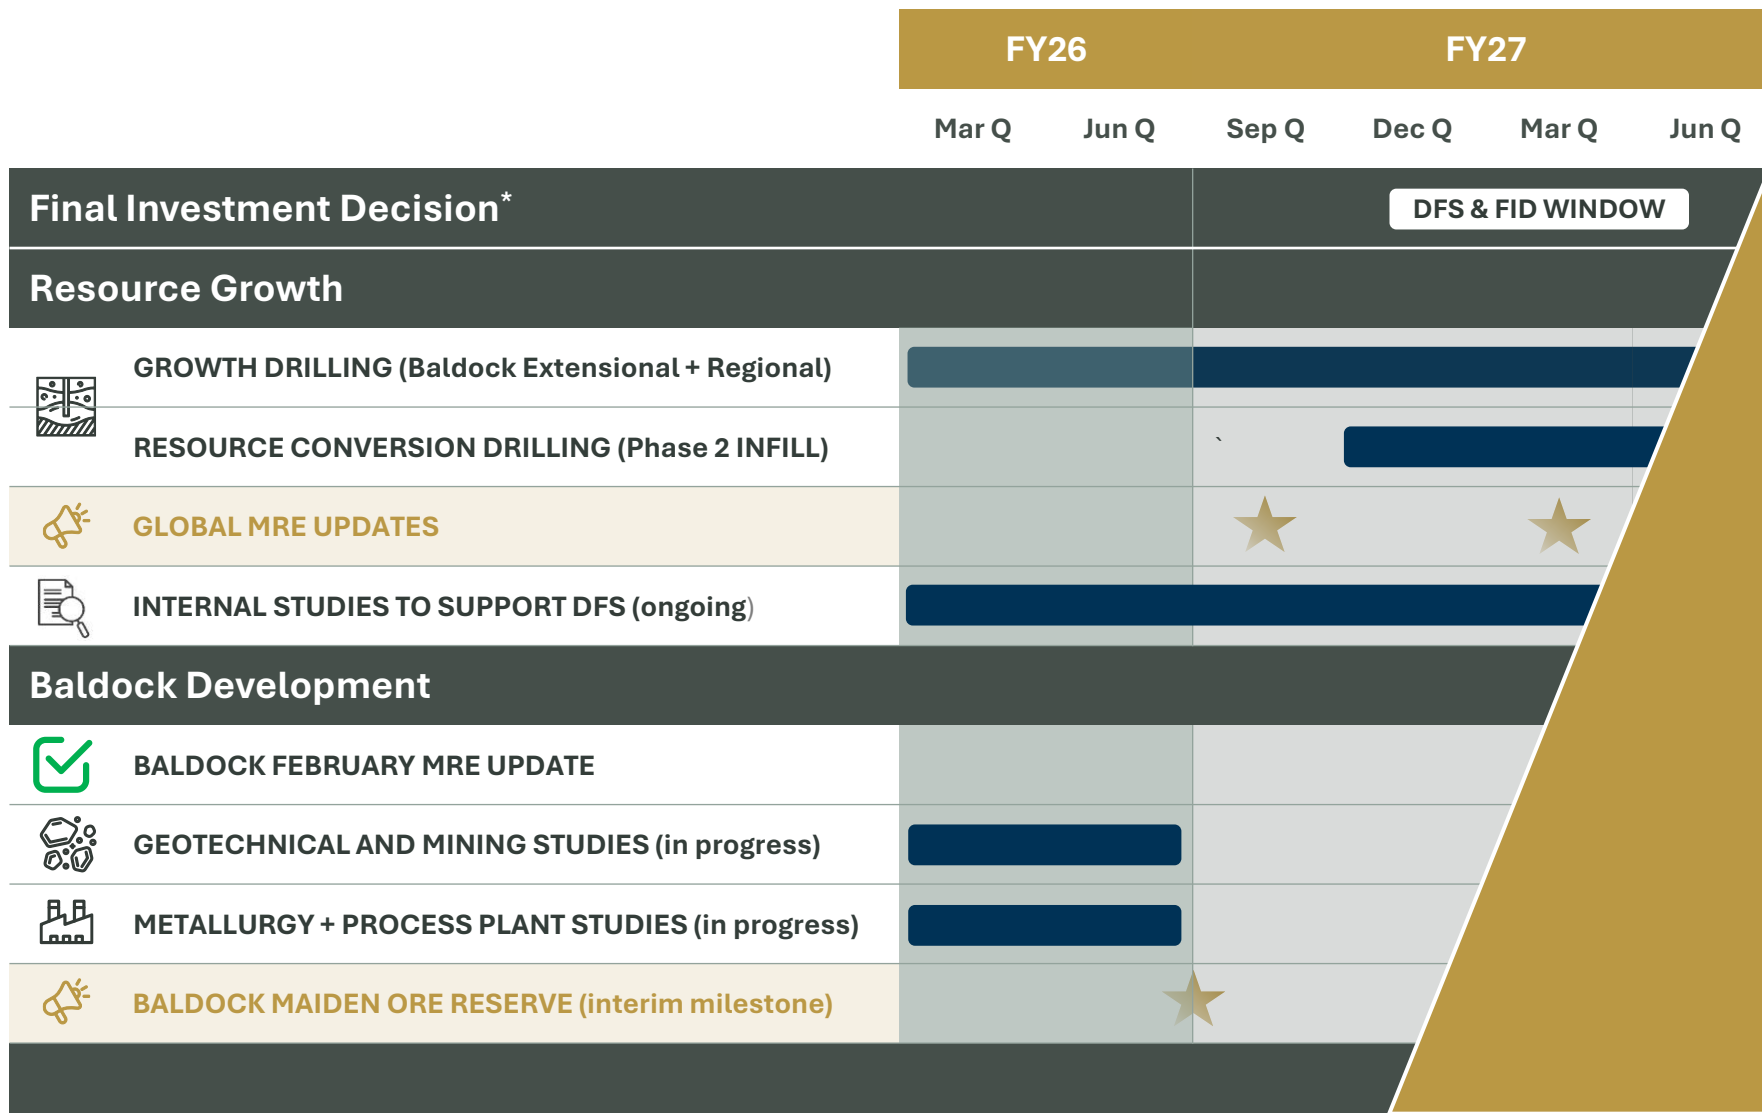 FY26 FY27
Mar Q Jun Q Sep Q Dec Q Mar Q Jun Q
Final Investment Decision* DFS & FID WINDOW
Resource Growth
GROWTH DRILLING (Baldock Extensional + Regional)
RESOURCE CONVERSION DRILLING (Phase 2 INFILL) `
GLOBAL MRE UPDATES
INTERNAL STUDIES TO SUPPORT DFS (ongoing)
Baldock Development
BALDOCK FEBRUARY MRE UPDATE
GEOTECHNICAL AND MINING STUDIES (in progress)
METALLURGY + PROCESS PLANT STUDIES (in progress)
BALDOCK MAIDEN ORE RESERVE (interim milestone)